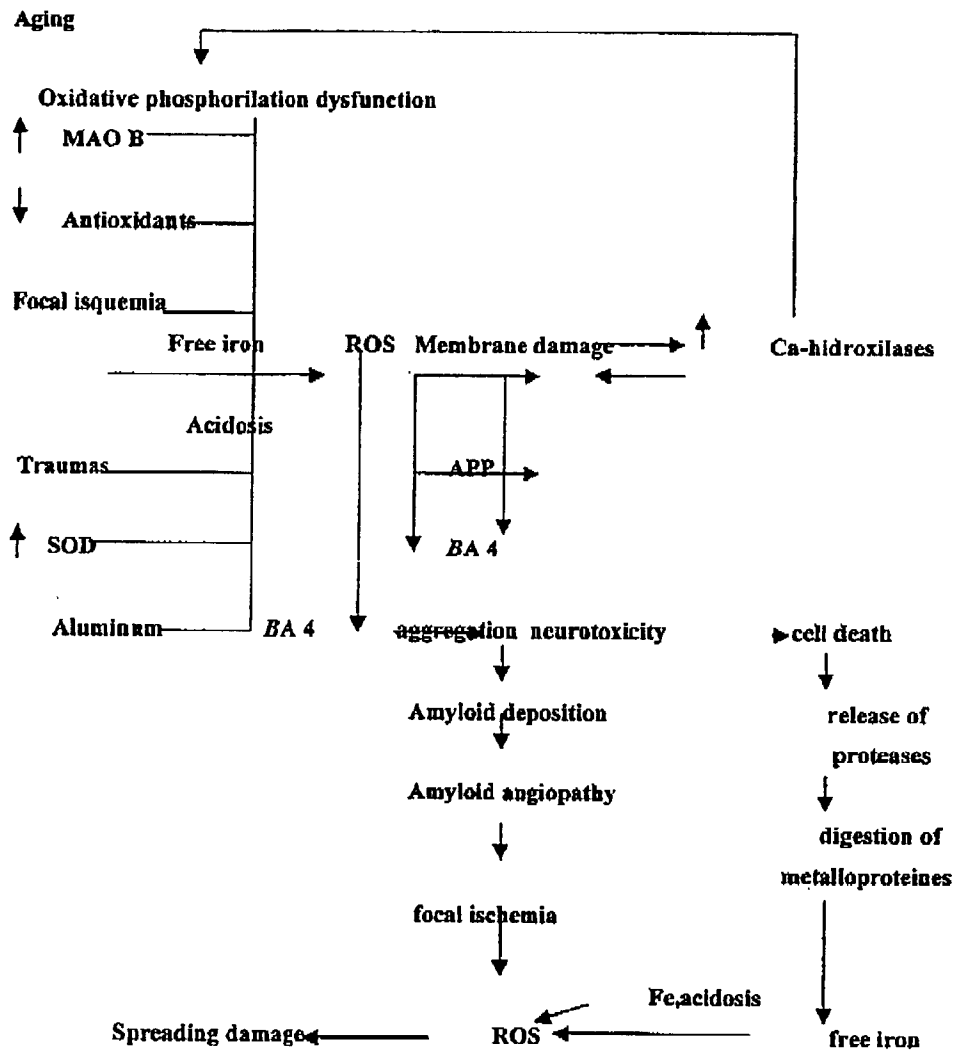 Aging
Oxidative phosphorilation dysfunction
MAO B
Antioxidants
Focal isquemia
Free iron ROS Membrane damage Ca-hidroxilases
Acidosis
Traumas APP
SOD BA 4
Aluminum BA 4 aggregation neurotoxicity cell death
Amyloid deposition release of
proteases
Amyloid angiopathy digestion of
metalloproteines
focal ischemia
Fe,acidosis
Spreading damage ROS free iron